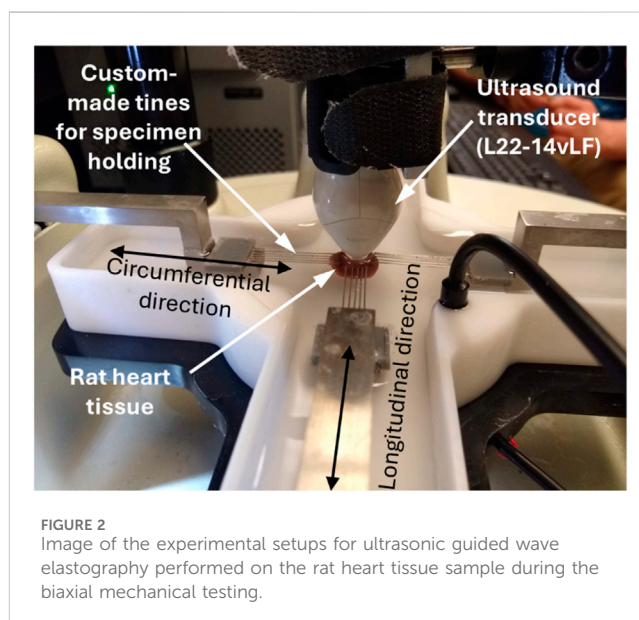 Custom-
made tines
for specimen
holding
Ultrasound
transducer
(L22-14vLF)
Circumferential
direction
Longitudinal direction
Rat heart
tissue
FIGURE 2
Image of the experimental setups for ultrasonic guided wave
elastography performed on the rat heart tissue sample during the
biaxial mechanical testing.